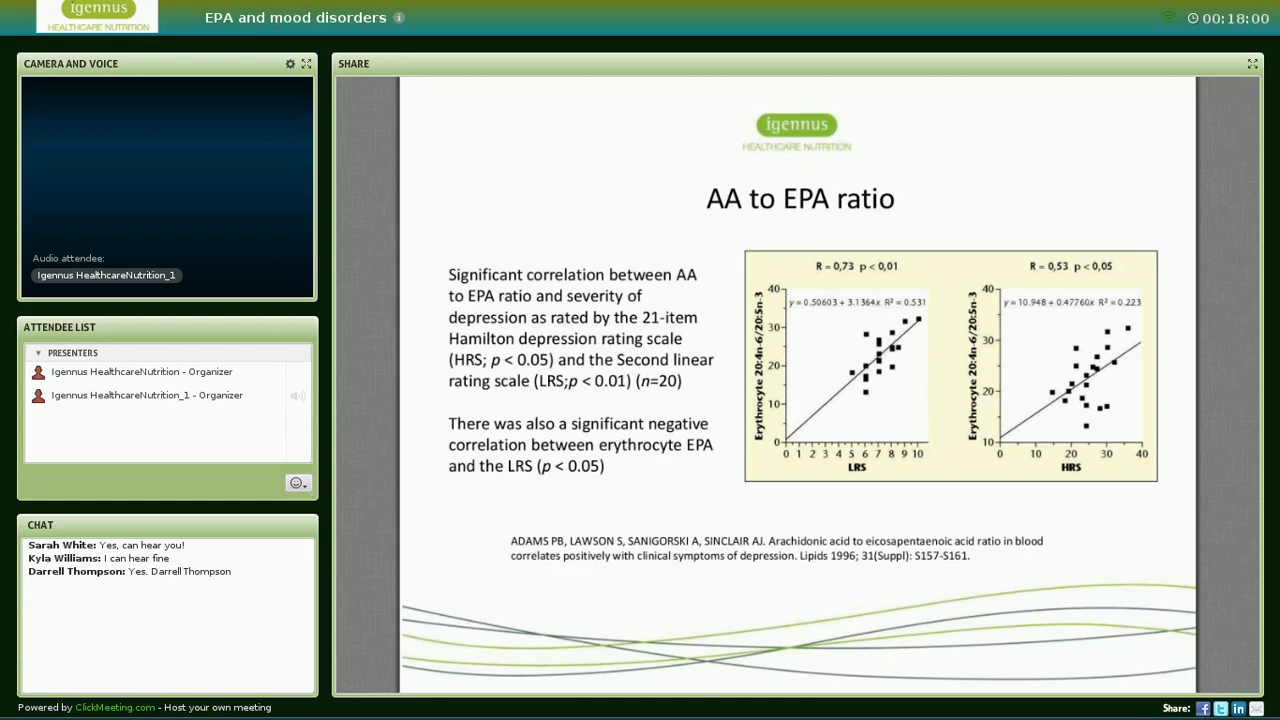 igennus
HEALTHCARE NUTRITION
EPA and mood disorders
00:18:00
CAMERA AND VOICE
Audio attendee:
Igennus HealthcareNutrition_1
ATTENDEE LIST
PRESENTERS
Igennus HealthcareNutrition - Organizer
Igennus HealthcareNutrition_1 - Organizer
CHAT
Sarah White: Yes, can hear you!
Kyla Williams: I can hear fine
Darrell Thompson: Yes. Darrell Thompson
SHARE
igennus
HEALTHCARE NUTRITION
AA to EPA ratio
Significant correlation between AA
to EPA ratio and severity of
depression as rated by the 21-item
Hamilton depression rating scale
(HRS; p < 0.05) and the Second linear
rating scale (LRS;p < 0.01) (n=20)
There was also a significant negative
correlation between erythrocyte EPA
and the LRS (p < 0.05)
R = 0,73 p < 0,01
y = 0.50603 + 3.1364x R² = 0.531
Erythrocyte 20:4n-6/20:5n-3
40
30
20
10
0
0 1 2 3 4 5 6 7 8 9 10
LRS
R = 0,53 p < 0,05
y = 10.948 + 0.47760x R² = 0.223
Erythrocyte 20:4n-6/20:5n-3
40
30
20
10
0 10 20 30 40
HRS
ADAMS PB, LAWSON S, SANIGORSKI A, SINCLAIR AJ. Arachidonic acid to eicosapentaenoic acid ratio in blood
correlates positively with clinical symptoms of depression. Lipids 1996; 31(Suppl): S157-S161.
Powered by ClickMeeting.com - Host your own meeting
Share: